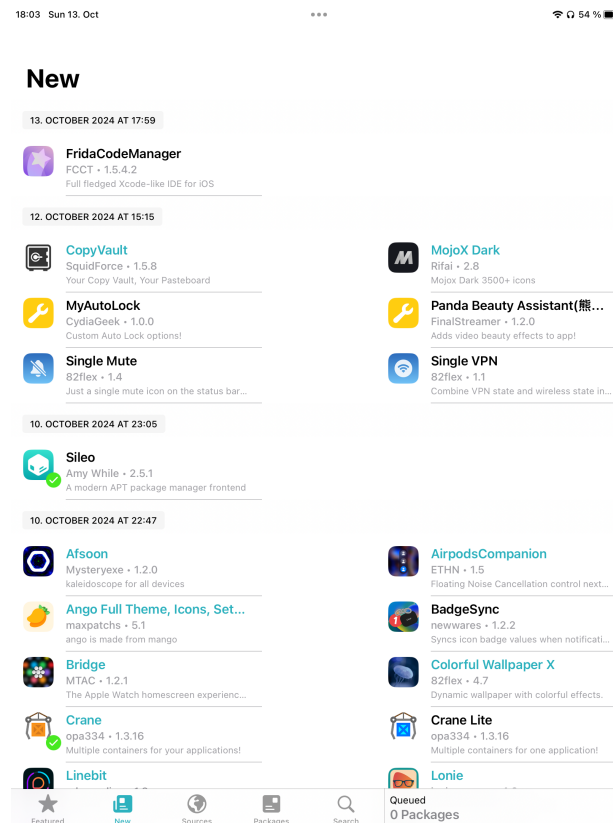 18:03 Sun 13. Oct
54 %
New
13. OCTOBER 2024 AT 17:59
FridaCodeManager
FCCT • 1.5.4.2
Full fledged Xcode-like IDE for iOS
12. OCTOBER 2024 AT 15:15
CopyVault
SquidForce • 1.5.8
Your Copy Vault, Your Pasteboard
MojoX Dark
Rifai • 2.8
Mojox Dark 3500+ icons
MyAutoLock
CydiaGeek • 1.0.0
Custom Auto Lock options!
Panda Beauty Assistant(熊...
FinalStreamer • 1.2.0
Adds video beauty effects to app!
Single Mute
82flex • 1.4
Just a single mute icon on the status bar...
Single VPN
82flex • 1.1
Combine VPN state and wireless state in...
10. OCTOBER 2024 AT 23:05
Sileo
Amy While • 2.5.1
A modern APT package manager frontend
10. OCTOBER 2024 AT 22:47
Afsoon
Mysteryexe • 1.2.0
kaleidoscope for all devices
AirpodsCompanion
ETHN • 1.5
Floating Noise Cancellation control next...
Ango Full Theme, Icons, Set...
maxpatchs • 5.1
ango is made from mango
BadgeSync
newwares • 1.2.2
Syncs icon badge values when notificati...
Bridge
MTAC • 1.2.1
The Apple Watch homescreen experienc...
Colorful Wallpaper X
82flex • 4.7
Dynamic wallpaper with colorful effects.
Crane
opa334 • 1.3.16
Multiple containers for your applications!
Crane Lite
opa334 • 1.3.16
Multiple containers for one application!
Linebit
Lonie
Featured
New
Sources
Packages
Search
Queued
0 Packages